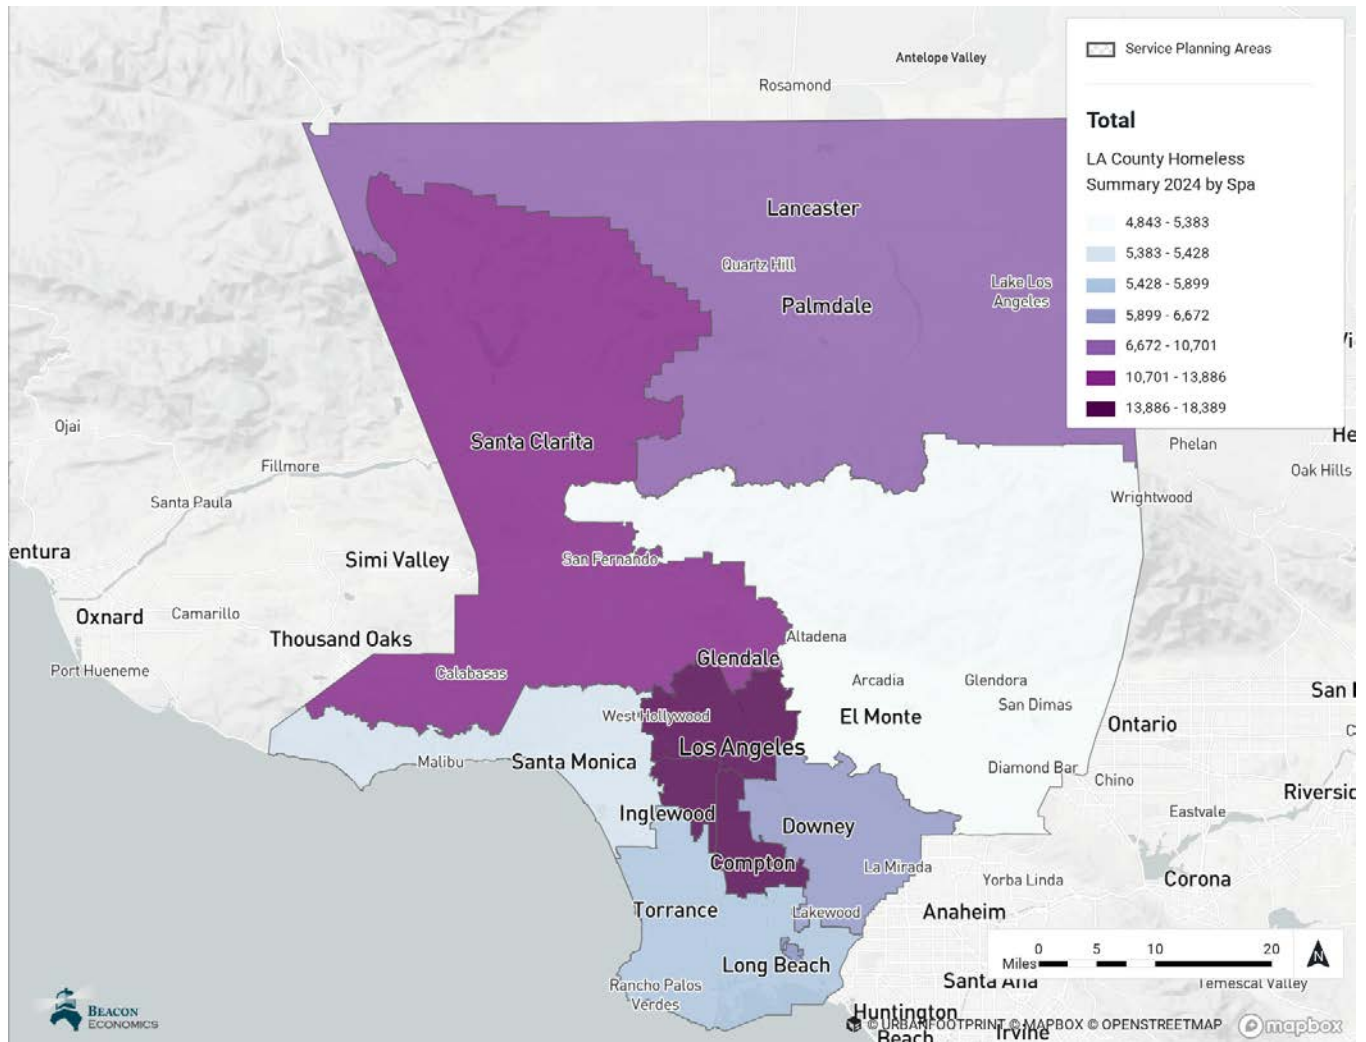 Antelope Valley
Rosamond
Service Planning Areas
Total
LA County Homeless
Summary 2024 by Spa
4,843 - 5,383
5,383 - 5,428
5,428 - 5,899
5,899 - 6,672
6,672 - 10,701
10,701 - 13,886
13,886 - 18,389
Lancaster
Quartz Hill
Lake Los
Angeles
Palmdale
Ojai
Santa Clarita
Phelan
Fillmore
Oak Hills
Santa Paula
Wrightwood
entura
Simi Valley
San Fernando
Oxnard
Camarillo
Thousand Oaks
Altadena
Port Hueneme
Calabasas
Glendale
Arcadia
Glendora
San Dimas
West Hollywood
El Monte
Ontario
Los Angeles
Malibu
Santa Monica
Diamond Bar
Chino
Riversid
Eastvale
Inglewood
Downey
Compton
La Mirada
Yorba Linda
Corona
Torrance
Lakewood
Anaheim
0 5 10 20
Miles
N
Long Beach
Rancho Palos
Verdes
Santa Ana
Temescal Valley
BEACON
ECONOMICS
Huntington
Beach
Irvine
© URBANFOOTPRINT © MAPBOX © OPENSTREETMAP
mapbox